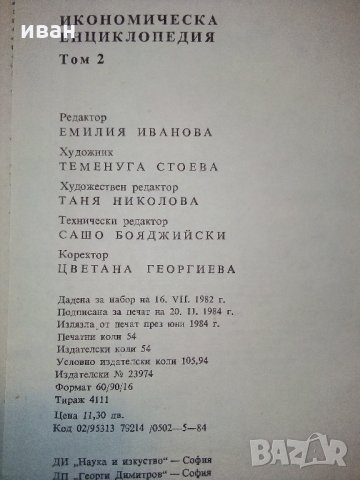 иван
ИКОНОМИЧЕСКА
ЕНЦИКЛОПЕДИЯ
Том 2
Редактор
ЕМИЛИЯ ИВАНОВА
Художник
ТЕМЕНУГА СТОЕВА
Художествен редактор
ТАНЯ НИКОЛОВА
Технически редактор
САШО БОЯДЖИЙСКИ
Коректор
ЦВЕТАНА ГЕОРГИЕВА
Дадена за набор на 16. VII. 1982 г.
Подписана за печат на 20. II. 1984 г.
Излязла от печат през юни 1984 г.
Печатни коли 54
Издателски коли 54
Условно издателски коли 105,94
Издателски № 23974
Формат 60/90/16
Тираж 4111
Цена 11,30 лв.
Код 02/95313 79214 /0502—5—84
ДИ „Наука и изкуство" — София
ДП „Георги Димитров" — София
BAZAR